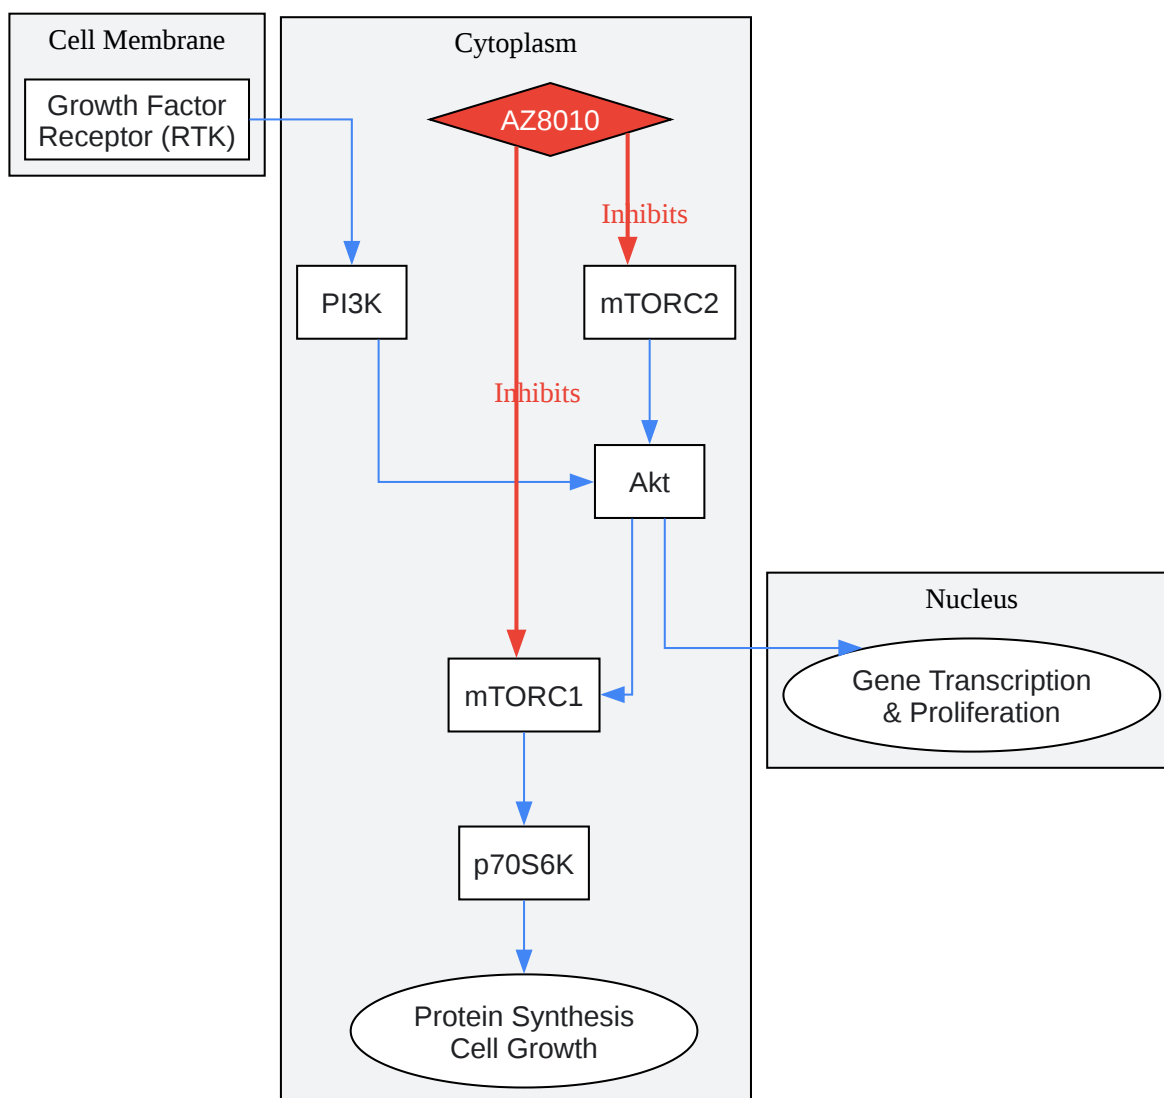 Cell Membrane
Growth Factor
Receptor (RTK)
Cytoplasm
AZ8010
Inhibits
PI3K
mTORC2
Inhibits
Akt
Nucleus
Gene Transcription
& Proliferation
mTORC1
p70S6K
Protein Synthesis
Cell Growth